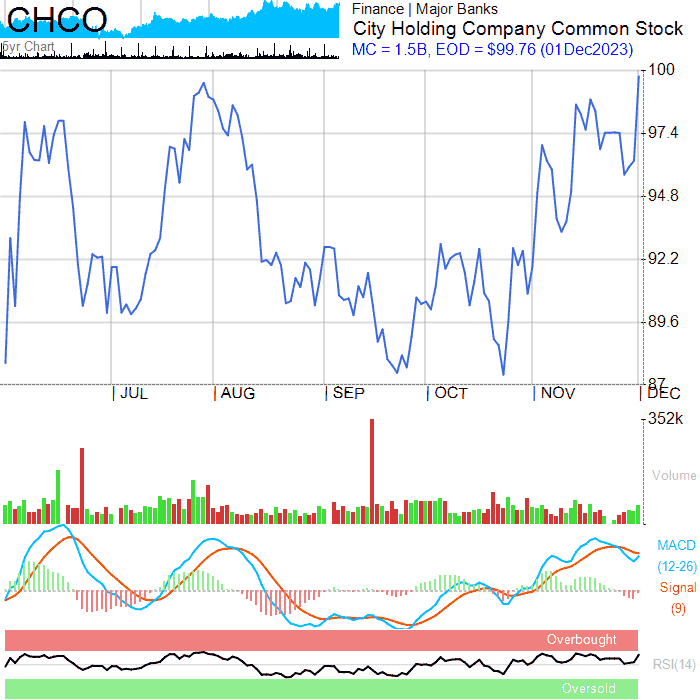 CHCO
5yr Chart
Finance | Major Banks
City Holding Company Common Stock
MC = 1.5B, EOD = $99.76 (01Dec2023)
100
97.4
94.8
92.2
89.6
87
JUL AUG SEP OCT NOV DEC
352k
Volume
MACD
(12-26)
Signal
(9)
Overbought
RSI(14)
Oversold